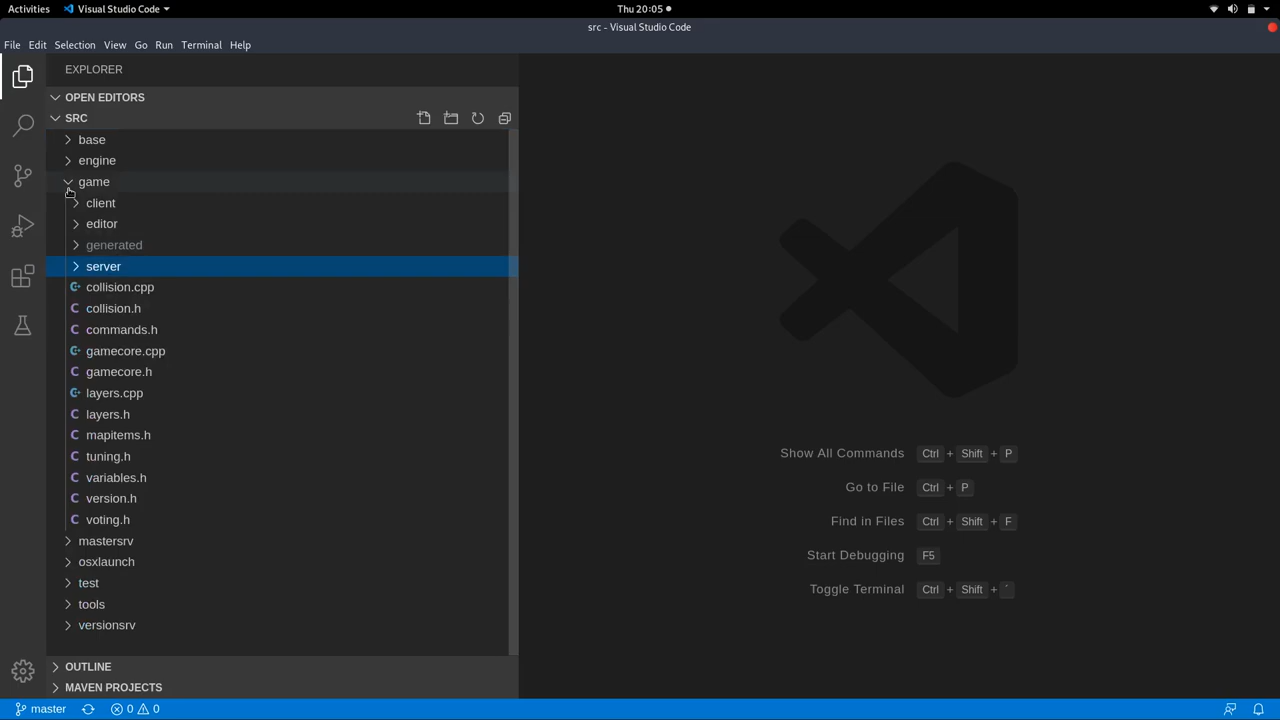 Activities Visual Studio Code Thu 20:05
src - Visual Studio Code
File Edit Selection View Go Run Terminal Help
EXPLORER
OPEN EDITORS
SRC
base
engine
game
client
editor
generated
server
collision.cpp
collision.h
commands.h
gamecore.cpp
gamecore.h
layers.cpp
layers.h
mapitems.h
tuning.h
variables.h
version.h
voting.h
mastersrv
osxlaunch
test
tools
versionsrv
OUTLINE
MAVEN PROJECTS
Show All Commands Ctrl + Shift + P
Go to File Ctrl + P
Find in Files Ctrl + Shift + F
Start Debugging F5
Toggle Terminal Ctrl + Shift + ´
master 0 0